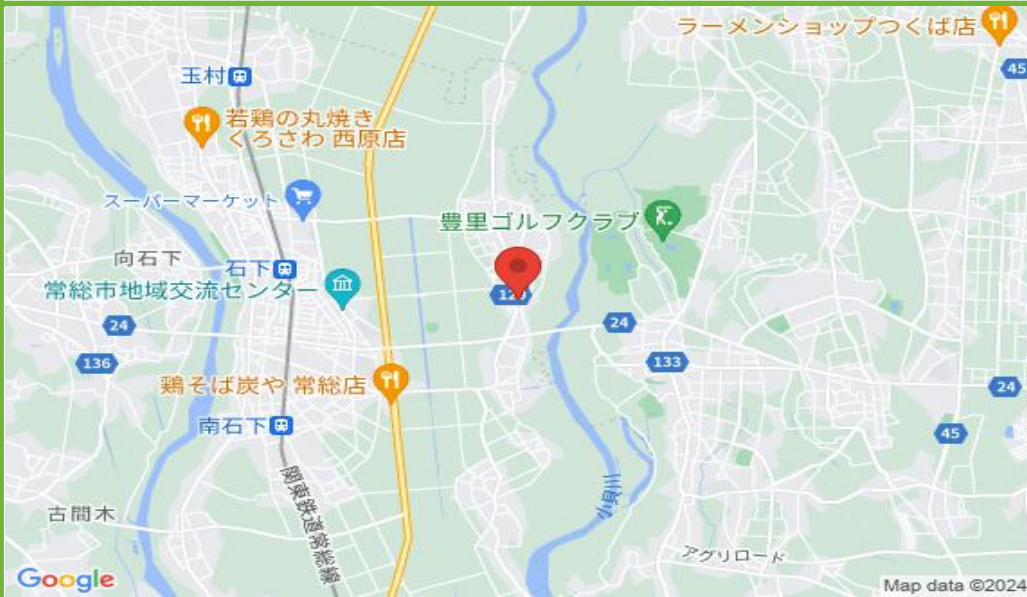 ラーメンショップつくば店
45
玉村
若鶏の丸焼き
くろさわ 西原店
スーパーマーケット
豊里ゴルフクラブ
向石下
石下
常総市地域交流センター
24
24
136
133
鶏そば炭や 常総店
24
南石下
45
関東鉄道常総線
小貝川
古間木
アグリロード
Google
Map data ©2024